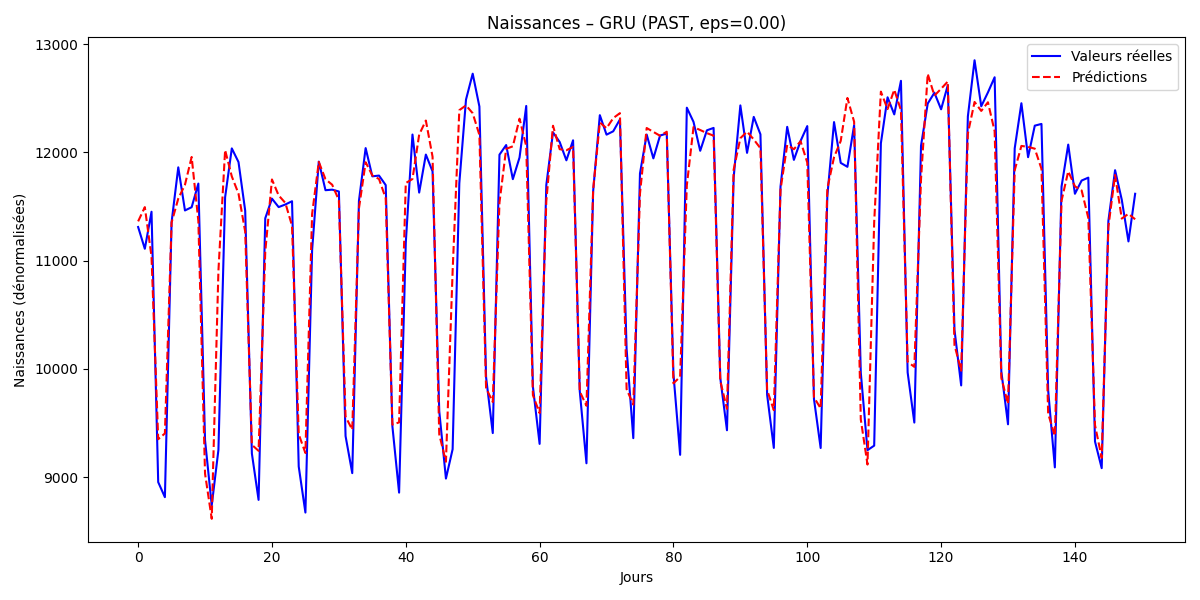 Naissances – GRU (PAST, eps=0.00)
Valeurs réelles
Prédictions
Naissances (dénormalisées)
13000
12000
11000
10000
9000
0 20 40 60 80 100 120 140
Jours